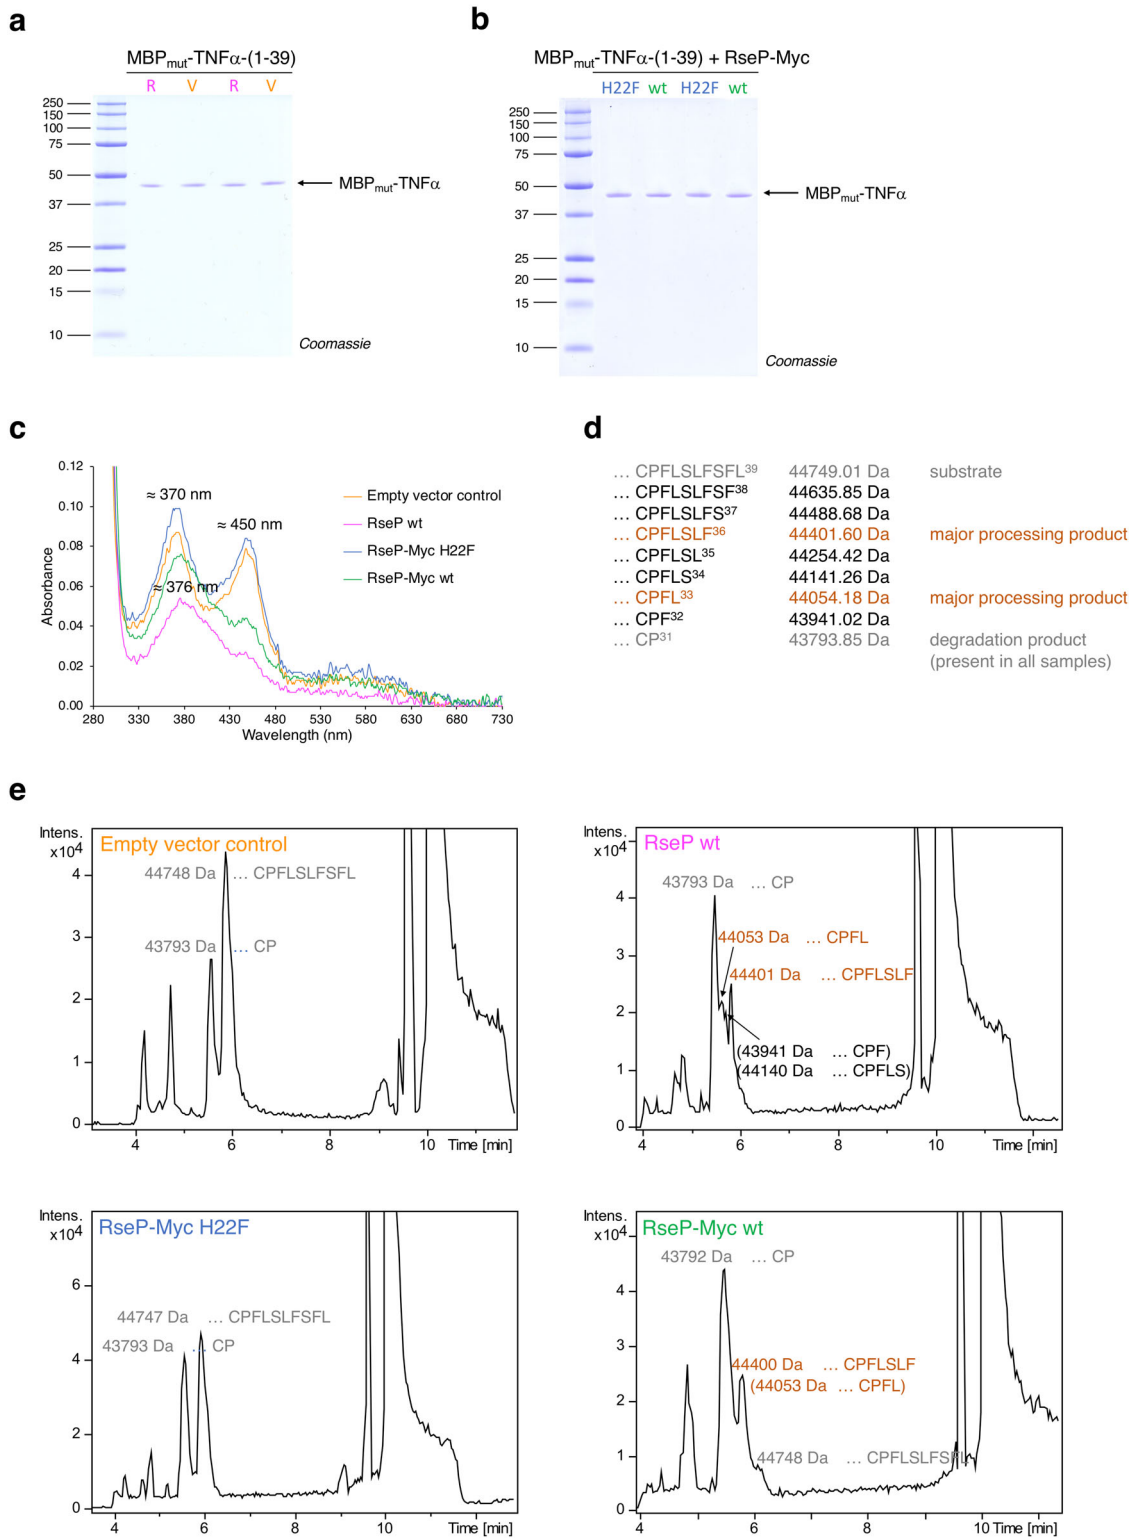 a
MBPmut-TNFα-(1-39)
R V R V
250
150
100
75
50
37
25
20
15
10
MBPmut-TNFα
Coomassie
b
MBPmut-TNFα-(1-39) + RseP-Myc
H22F wt H22F wt
250
150
100
75
50
37
25
20
15
10
MBPmut-TNFα
Coomassie
c
0.12
0.10
0.08
0.06
0.04
0.02
0.00
Absorbance
≈ 370 nm
≈ 450 nm
≈ 376 nm
Empty vector control
RseP wt
RseP-Myc H22F
RseP-Myc wt
280 330 380 430 480 530 580 630 680 730
Wavelength (nm)
d
... CPFLSLFSFL39 44749.01 Da substrate
... CPFLSLFSF38 44635.85 Da
... CPFLSLFS37 44488.68 Da
... CPFLSLF36 44401.60 Da major processing product
... CPFLSL35 44254.42 Da
... CPFLS34 44141.26 Da
... CPFL33 44054.18 Da major processing product
... CPF32 43941.02 Da
... CP31 43793.85 Da degradation product
(present in all samples)
e
Intens.
x104
Empty vector control
44748 Da ... CPFLSLFSFL
43793 Da ... CP
4
3
2
1
0
4 6 8 10 Time [min]
Intens.
x104
RseP wt
43793 Da ... CP
44053 Da ... CPFL
44401 Da ... CPFLSLF
(43941 Da ... CPF)
(44140 Da ... CPFLS)
4
3
2
1
0
4 6 8 10 Time [min]
Intens.
x104
RseP-Myc H22F
44747 Da ... CPFLSLFSFL
43793 Da ... CP
6
4
2
0
4 6 8 10 Time [min]
Intens.
x104
RseP-Myc wt
43792 Da ... CP
44400 Da ... CPFLSLF
(44053 Da ... CPFL)
44748 Da ... CPFLSLFSFL
4
3
2
1
0
4 6 8 10 Time [min]